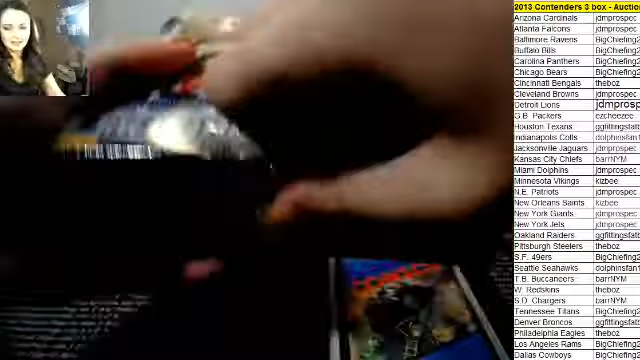 2013 Contenders 3 box - Auction
Arizona Cardinals jdmprospec
Atlanta Falcons jdmprospec
Baltimore Ravens BigChiefing2
Buffalo Bills BigChiefing2
Carolina Panthers BigChiefing2
Chicago Bears BigChiefing2
Cincinnati Bengals theboz
Cleveland Browns jdmprospec
Detroit Lions jdmprosp
G.B. Packers ezcheezee
Houston Texans ggfittingsfatb
Indianapolis Colts dolphinsfan1
Jacksonville Jaguars jdmprospec
Kansas City Chiefs barrNYM
Miami Dolphins jdmprospec
Minnesota Vikings kizbee
N.E. Patriots jdmprospec
New Orleans Saints kizbee
New York Giants jdmprospec
New York Jets jdmprospec
Oakland Raiders ggfittingsfatb
Pittsburgh Steelers theboz
S.F. 49ers BigChiefing2
Seattle Seahawks dolphinsfan1
T.B. Buccaneers barrNYM
W. Redskins theboz
S.D. Chargers barrNYM
Tennessee Titans BigChiefing2
Denver Broncos ggfittingsfatb
Philadelphia Eagles theboz
Los Angeles Rams BigChiefing2
Dallas Cowboys BigChiefing2